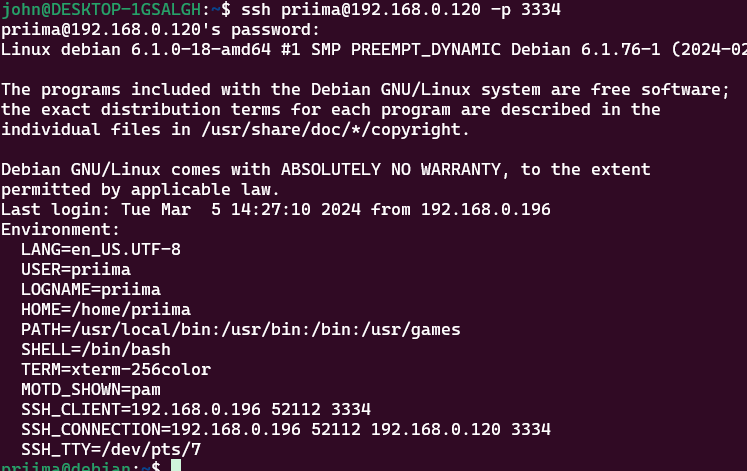 john@DESKTOP-1GSALGH:~$ ssh priima@192.168.0.120 -p 3334
priima@192.168.0.120's password:
Linux debian 6.1.0-18-amd64 #1 SMP PREEMPT_DYNAMIC Debian 6.1.76-1 (2024-02

The programs included with the Debian GNU/Linux system are free software;
the exact distribution terms for each program are described in the
individual files in /usr/share/doc/*/copyright.

Debian GNU/Linux comes with ABSOLUTELY NO WARRANTY, to the extent
permitted by applicable law.
Last login: Tue Mar  5 14:27:10 2024 from 192.168.0.196
Environment:
  LANG=en_US.UTF-8
  USER=priima
  LOGNAME=priima
  HOME=/home/priima
  PATH=/usr/local/bin:/usr/bin:/bin:/usr/games
  SHELL=/bin/bash
  TERM=xterm-256color
  MOTD_SHOWN=pam
  SSH_CLIENT=192.168.0.196 52112 3334
  SSH_CONNECTION=192.168.0.196 52112 192.168.0.120 3334
  SSH_TTY=/dev/pts/7
priima@debian:~$